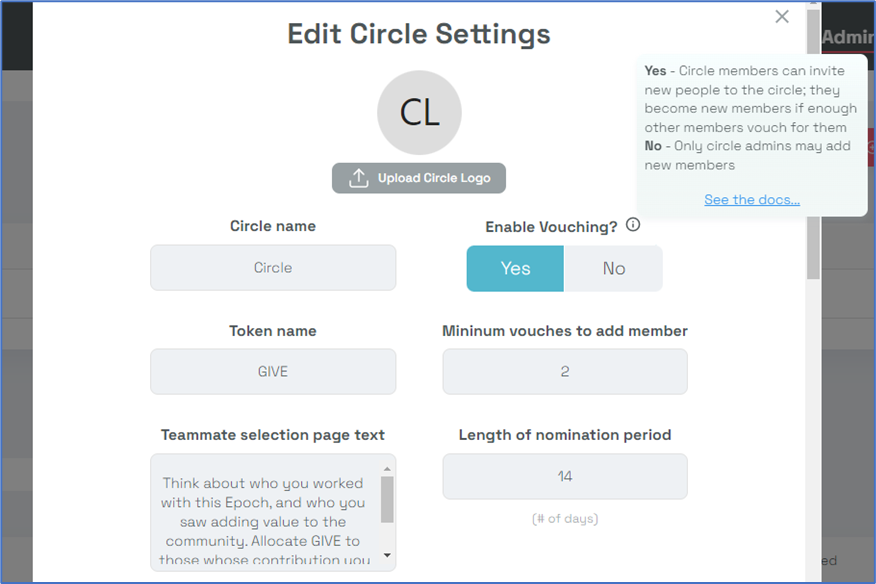 Edit Circle Settings
Admin
CL
Upload Circle Logo
Yes - Circle members can invite
new people to the circle; they
become new members if enough
other members vouch for them
No - Only circle admins may add
new members
See the docs...
Circle name
Circle
Enable Vouching?
Yes
No
Token name
GIVE
Mininum vouches to add member
2
Teammate selection page text
Think about who you worked
with this Epoch, and who you
saw adding value to the
community. Allocate GIVE to
those whose contribution you
Length of nomination period
14
(# of days)